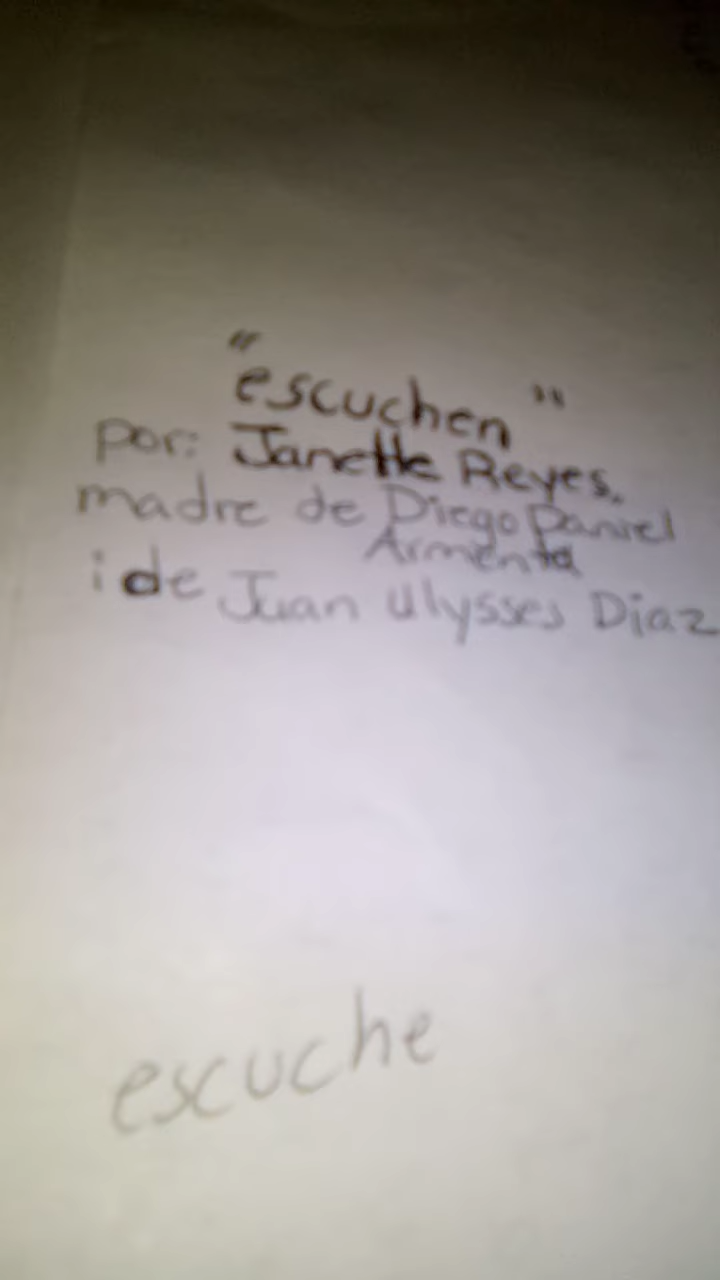 "escuchen"
por: Janette Reyes,
madre de Diego Daniel
Armenta
i de Juan Ulysses Diaz
escuche